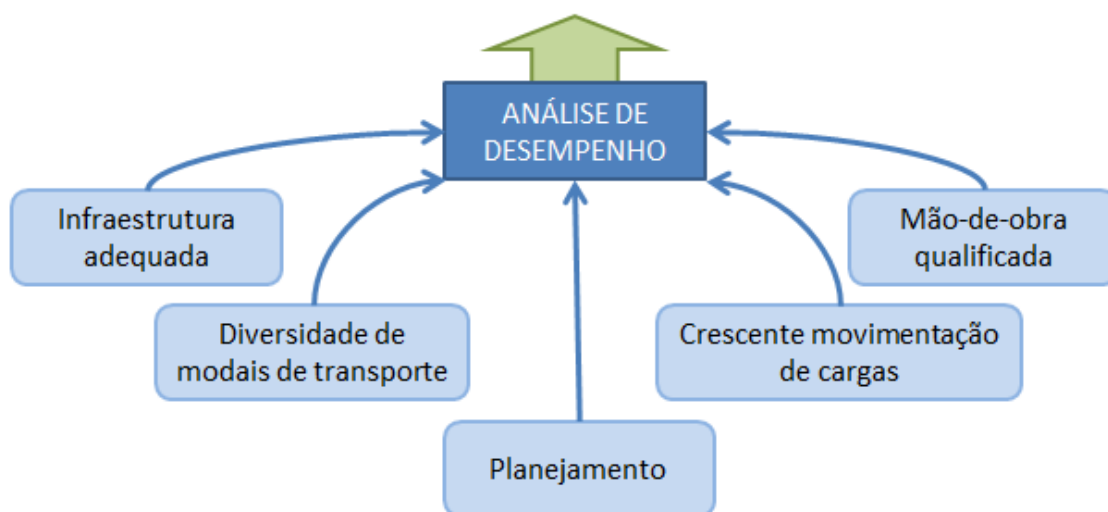 ANÁLISE DE
DESEMPENHO
Infraestrutura
adequada
Mão-de-obra
qualificada
Diversidade de
modais de transporte
Crescente movimentação
de cargas
Planejamento